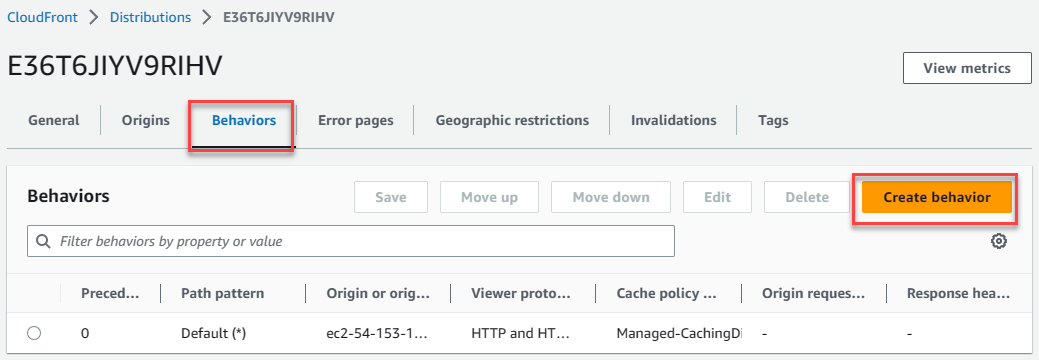 CloudFront > Distributions > E36T6JIYV9RIHV
E36T6JIYV9RIHV
View metrics
General Origins Behaviors Error pages Geographic restrictions Invalidations Tags
Behaviors Save Move up Move down Edit Delete Create behavior
Filter behaviors by property or value
Preced... Path pattern Origin or orig... Viewer proto... Cache policy ... Origin reques... Response hea...
0 Default (*) ec2-54-153-1... HTTP and HT... Managed-CachingDi - -